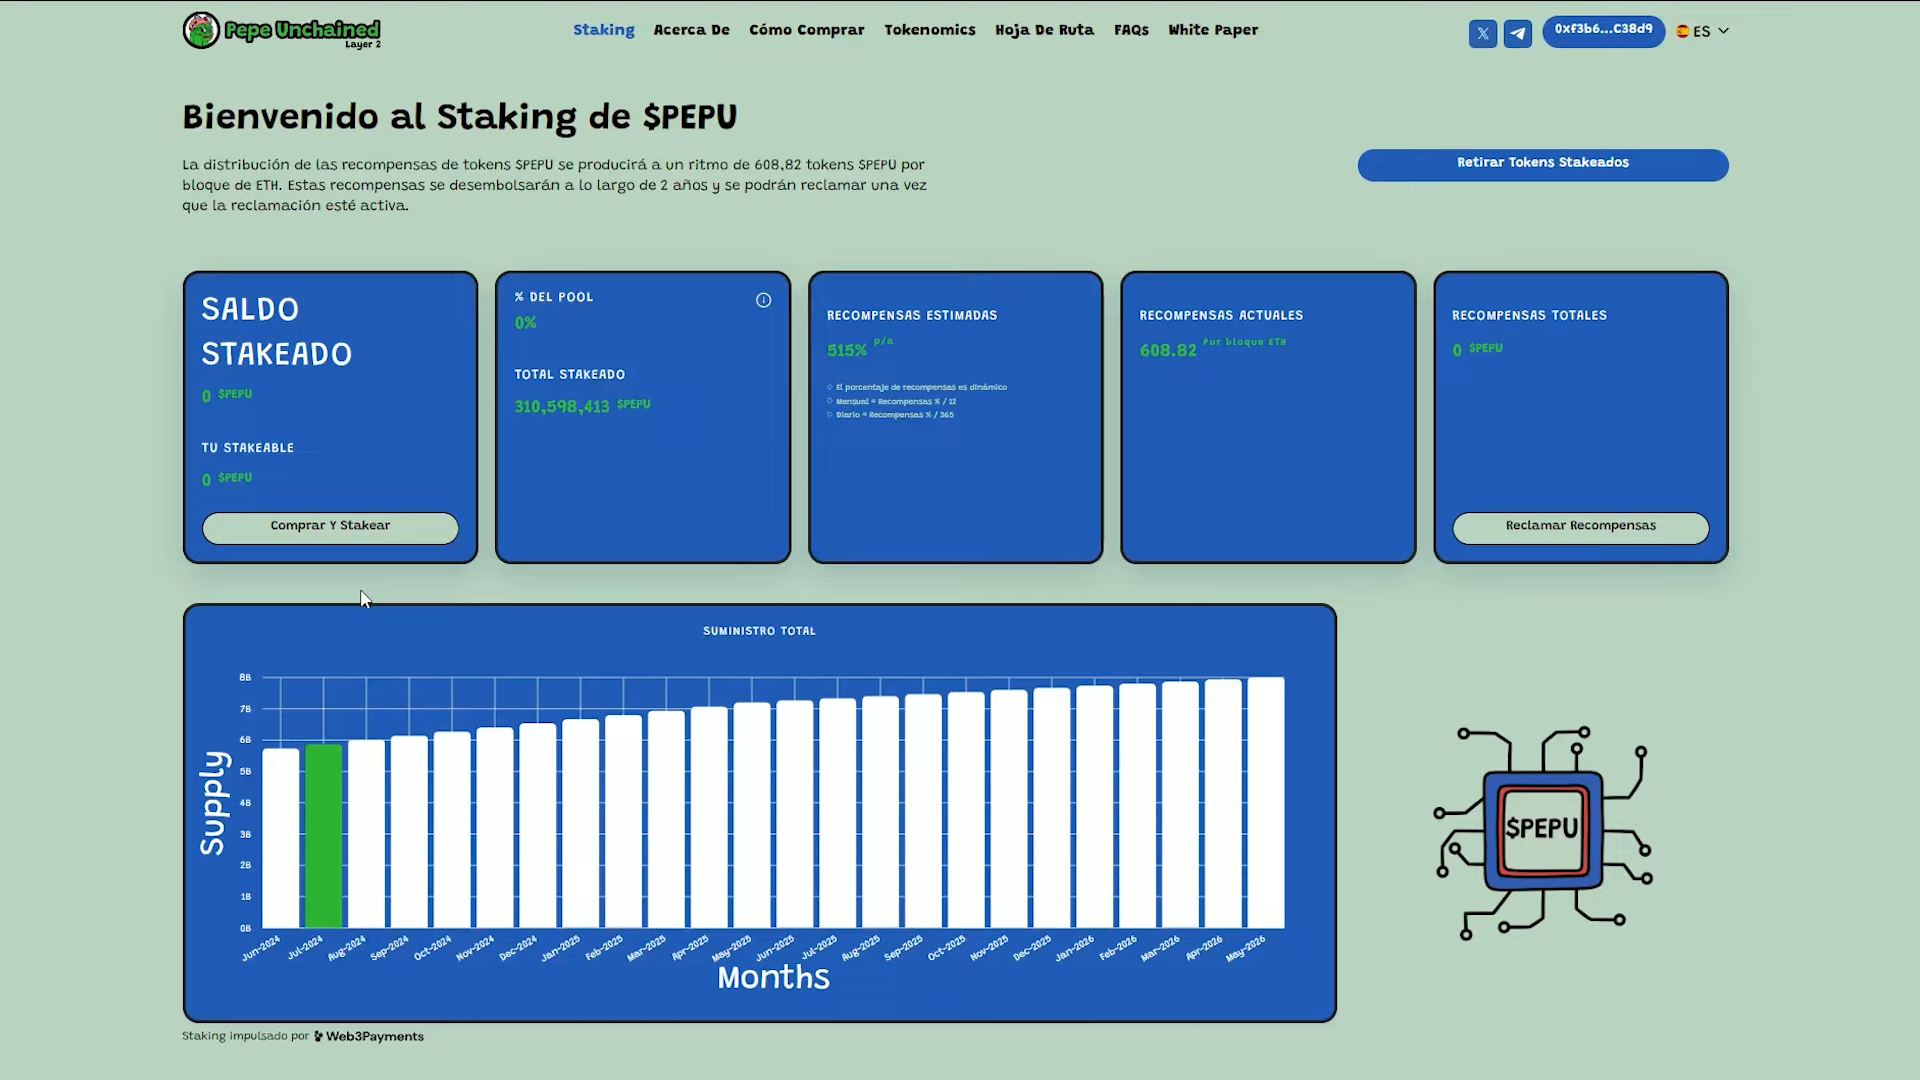 Pepe Unchained
Layer 2
Staking
Acerca De
Cómo Comprar
Tokenomics
Hoja De Ruta
FAQs
White Paper
0xf3b6...C38d9
ES
Bienvenido al Staking de $PEPU
La distribución de las recompensas de tokens $PEPU se producirá a un ritmo de 608,82 tokens $PEPU por
bloque de ETH. Estas recompensas se desembolsarán a lo largo de 2 años y se podrán reclamar una vez
que la reclamación esté activa.
Retirar Tokens Stakeados
SALDO
STAKEADO
0 $PEPU
TU STAKEABLE
0 $PEPU
Comprar Y Stakear
% DEL POOL
0%
TOTAL STAKEADO
310,598,413 $PEPU
RECOMPENSAS ESTIMADAS
515% p/a
El porcentaje de recompensas es dinámico
Mensual = Recompensas % / 12
Diario = Recompensas % / 365
RECOMPENSAS ACTUALES
608.82 Por bloque ETH
RECOMPENSAS TOTALES
0 $PEPU
Reclamar Recompensas
SUMINISTRO TOTAL
8B
7B
6B
5B
4B
3B
2B
1B
0B
Supply
Jun-2024
Jul-2024
Aug-2024
Sep-2024
Oct-2024
Nov-2024
Dec-2024
Jan-2025
Feb-2025
Mar-2025
Apr-2025
May-2025
Jun-2025
Jul-2025
Aug-2025
Sep-2025
Oct-2025
Nov-2025
Dec-2025
Jan-2026
Feb-2026
Mar-2026
Apr-2026
May-2026
Months
$PEPU
Staking impulsado por Web3Payments